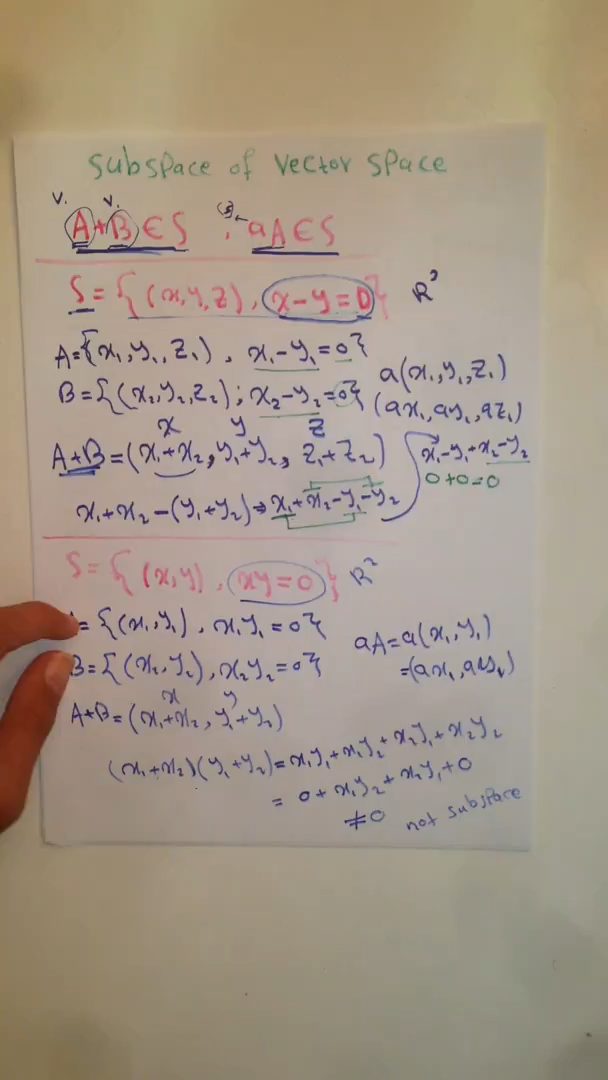 subspace of vector space
v. v.
A+B∈S , aA∈S
S={(x,y,z), x-y=0} R³
A={x₁,y₁,z₁), x₁-y₁=0}
B={(x₂,y₂,z₂); x₂-y₂=0}
a(x₁,y₁,z₁)
(ax₁,ay₁,az₁)
x y z
A+B=(x₁+x₂,y₁+y₂, z₁+z₂)
x₁-y₁+x₂-y₂
0+0=0
x₁+x₂-(y₁+y₂)⇒x₁+x₂-y₁-y₂
S={(x,y), xy=0} R²
={(x₁,y₁), x₁y₁=0}
B={(x₂,y₂), x₂y₂=0}
aA=a(x₁,y₁)
=(ax₁,ay₁)
x y
A+B=(x₁+x₂, y₁+y₂)
(x₁+x₂)(y₁+y₂)=x₁y₁+x₁y₂+x₂y₁+x₂y₂
= 0+x₁y₂+x₂y₁+0
≠0 not subspace